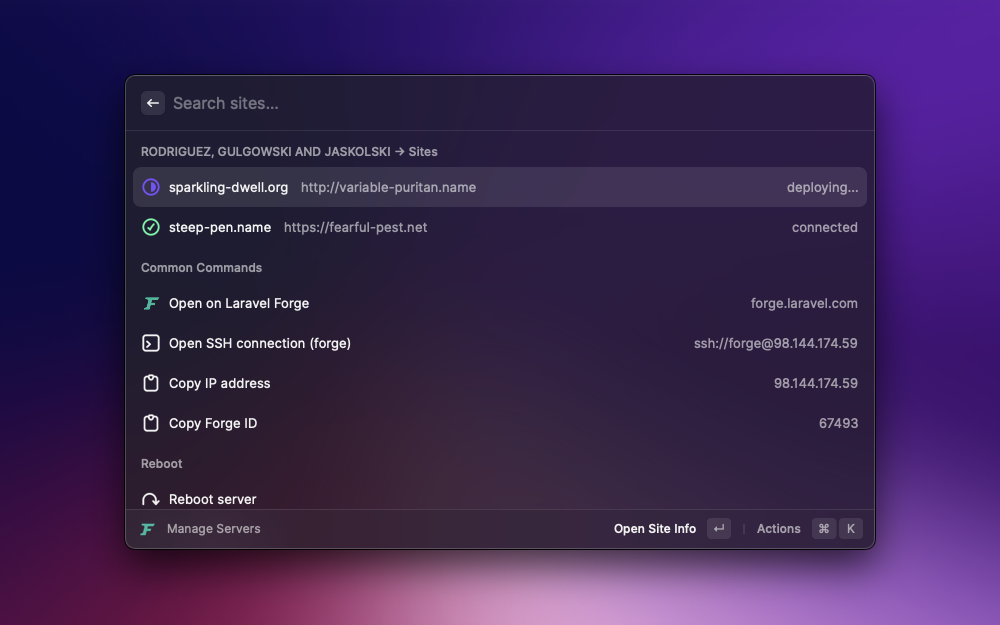 Search sites...
RODRIGUEZ, GULGOWSKI AND JASKOLSKI → Sites
sparkling-dwell.org http://variable-puritan.name deploying...
steep-pen.name https://fearful-pest.net connected
Common Commands
Open on Laravel Forge forge.laravel.com
Open SSH connection (forge) ssh://forge@98.144.174.59
Copy IP address 98.144.174.59
Copy Forge ID 67493
Reboot
Reboot server
Manage Servers Open Site Info ↵ Actions ⌘ K